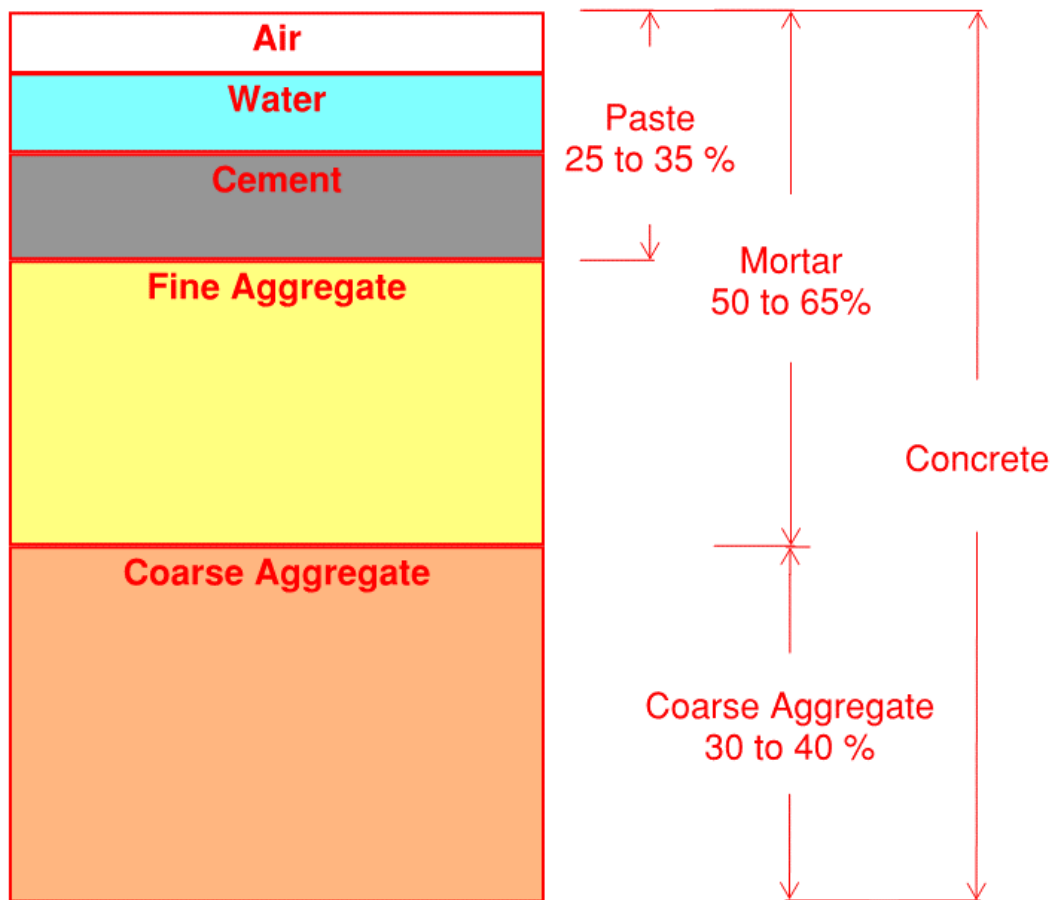 Air
Water
Cement
Fine Aggregate
Coarse Aggregate
Paste
25 to 35 %
Mortar
50 to 65%
Concrete
Coarse Aggregate
30 to 40 %